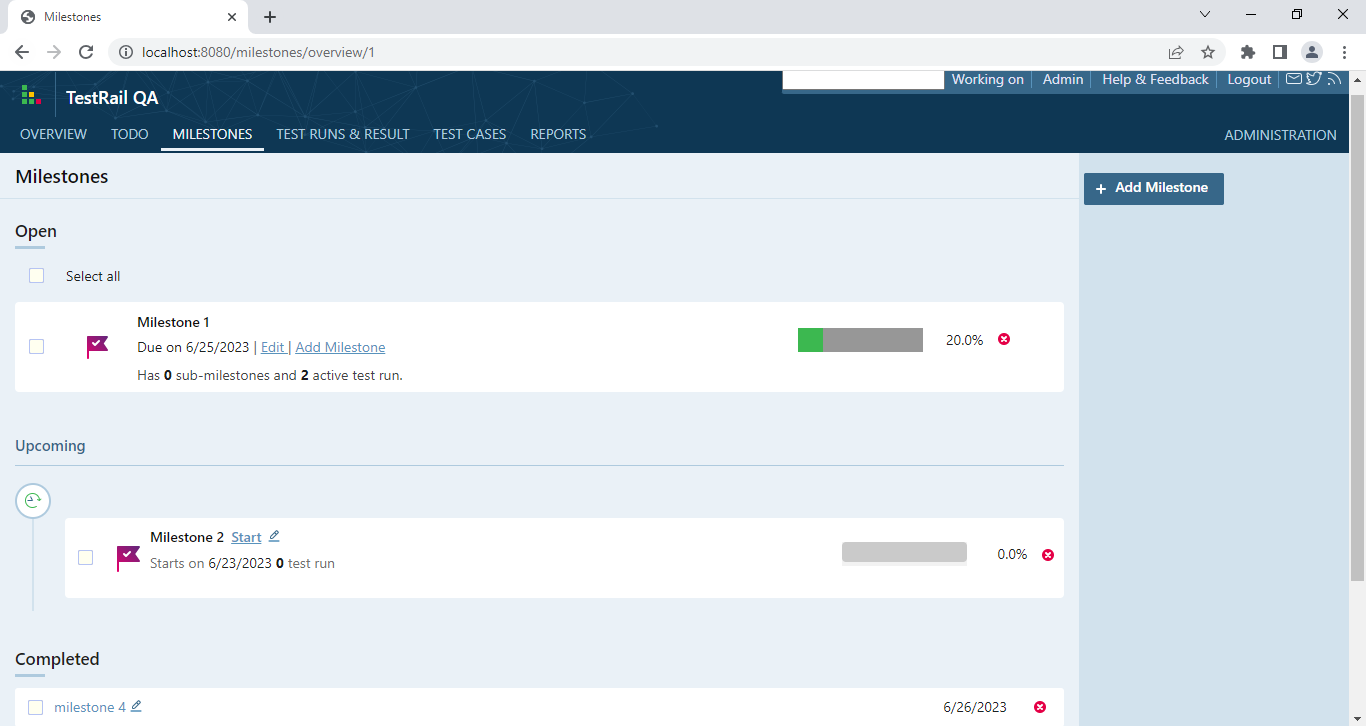 Milestones
localhost:8080/milestones/overview/1
Working on Admin Help & Feedback Logout
TestRail QA
OVERVIEW TODO MILESTONES TEST RUNS & RESULT TEST CASES REPORTS ADMINISTRATION
Milestones
+ Add Milestone
Open
Select all
Milestone 1
Due on 6/25/2023 | Edit | Add Milestone
20.0%
Has 0 sub-milestones and 2 active test run.
Upcoming
Milestone 2 Start
Starts on 6/23/2023 0 test run
0.0%
Completed
milestone 4 6/26/2023